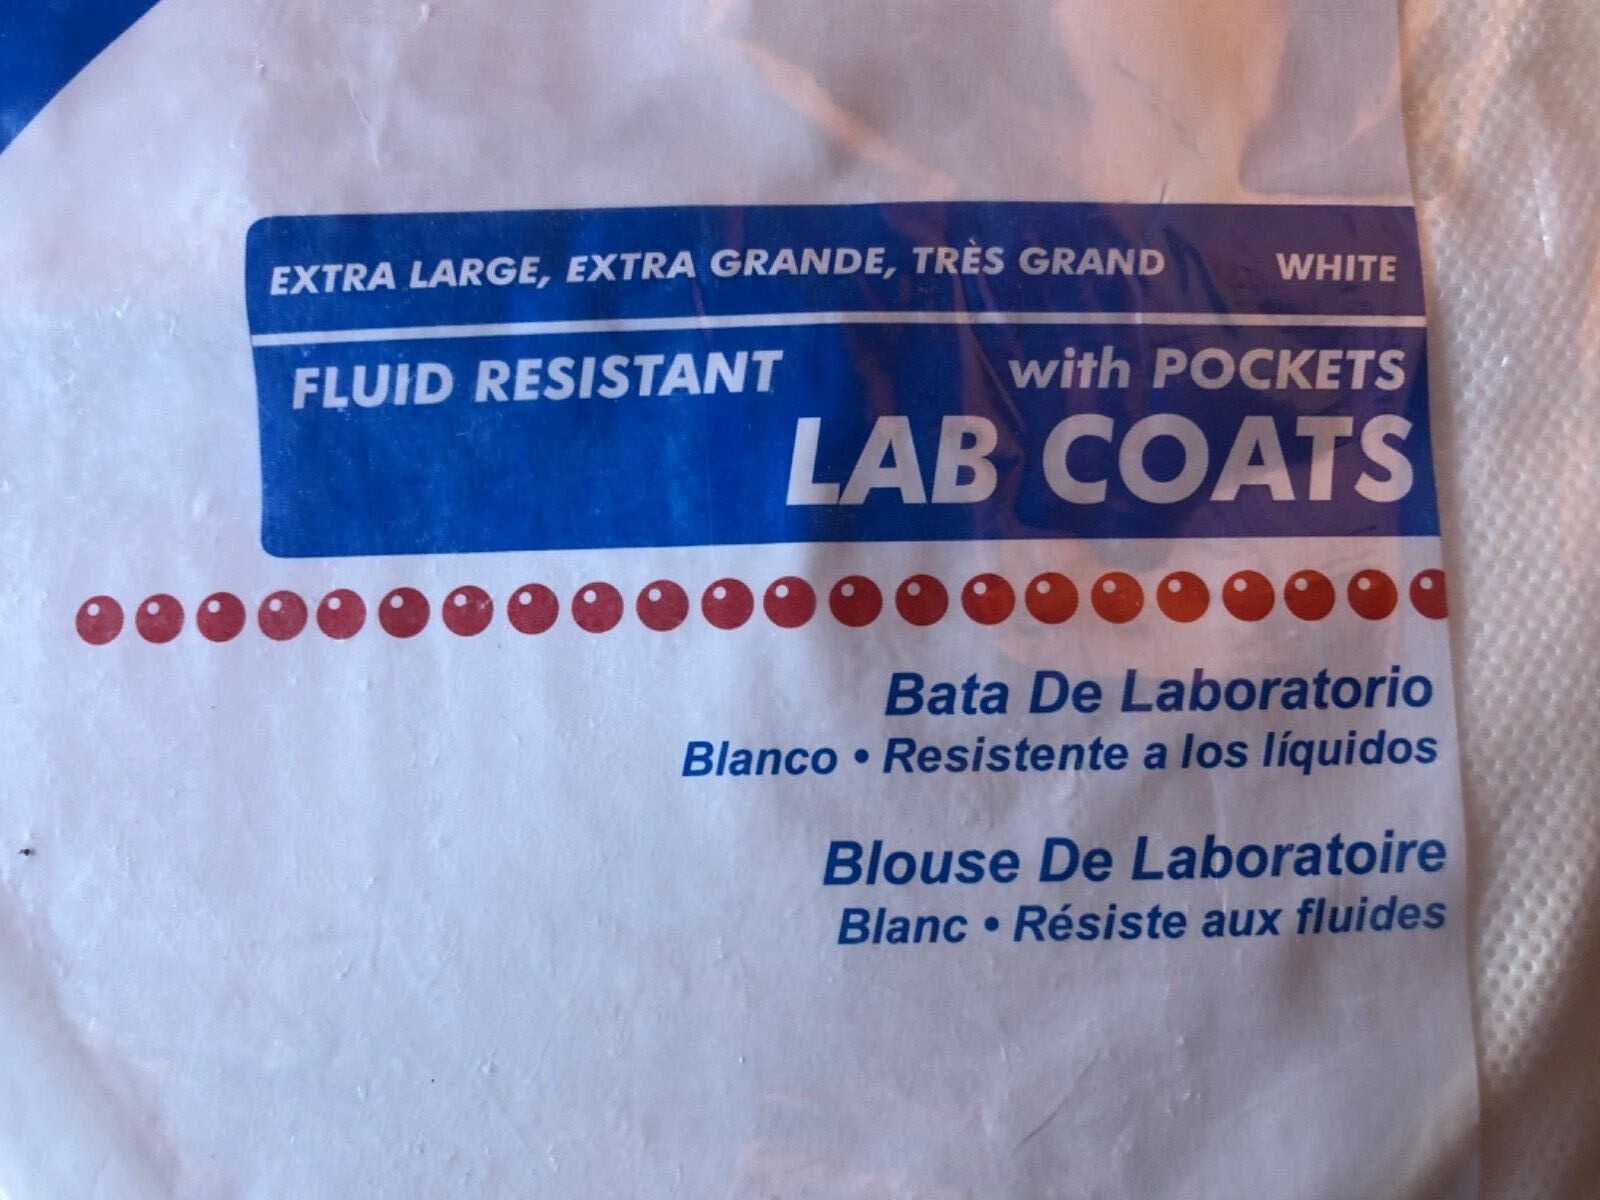 EXTRA LARGE, EXTRA GRANDE, TRÈS GRAND WHITE
FLUID RESISTANT with POCKETS
LAB COATS
Bata De Laboratorio
Blanco • Resistente a los líquidos
Blouse De Laboratoire
Blanc • Résiste aux fluides